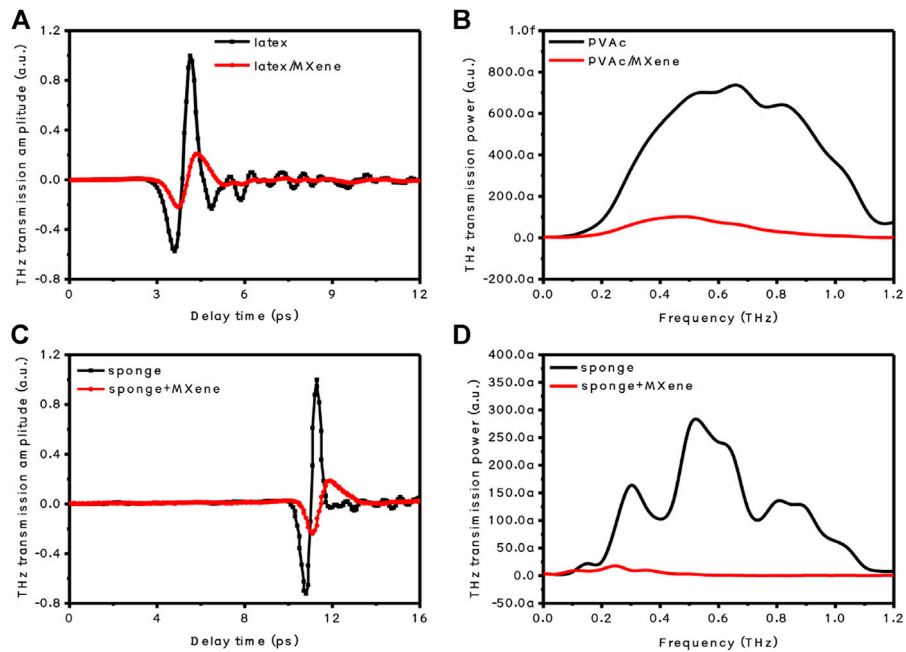 A
THz transmission amplitude (a.u.)
1.2
0.8
0.4
0.0
-0.4
-0.8
latex
latex/MXene
0
3
6
9
12
Delay time (ps)
B
THz transmission power (a.u.)
1.0f
800.0a
600.0a
400.0a
200.0a
0.0
-200.0a
PVAc
PVAc/MXene
0.0
0.2
0.4
0.6
0.8
1.0
1.2
Frequency (THz)
C
THz transmission amplitude (a.u.)
1.2
0.8
0.4
0.0
-0.4
-0.8
sponge
sponge+MXene
0
4
6
12
16
Delay time (ps)
D
THz transmission power (a.u.)
400.0a
350.0a
300.0a
250.0a
200.0a
150.0a
100.0a
50.0a
0.0
-50.0a
sponge
sponge+MXene
0.0
0.2
0.4
0.6
0.8
1.0
1.2
Frequency (THz)